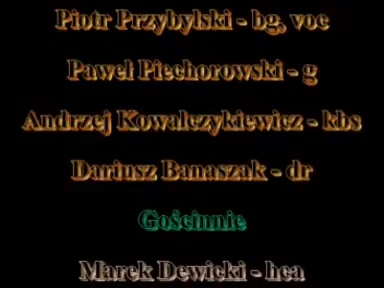 Piotr Przybylski - bg, voc
Paweł Piechorowski - g
Andrzej Kowalczykiewicz - kbs
Dariusz Banaszak - dr
Gościnnie
Marek Dewicki - hca